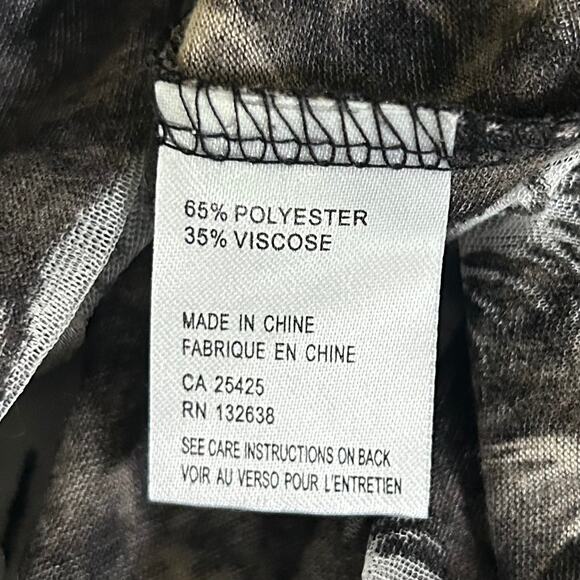 65% POLYESTER
35% VISCOSE
MADE IN CHINE
FABRIQUE EN CHINE
CA 25425
RN 132638
SEE CARE INSTRUCTIONS ON BACK
VOIR AU VERSO POUR L'ENTRETIEN